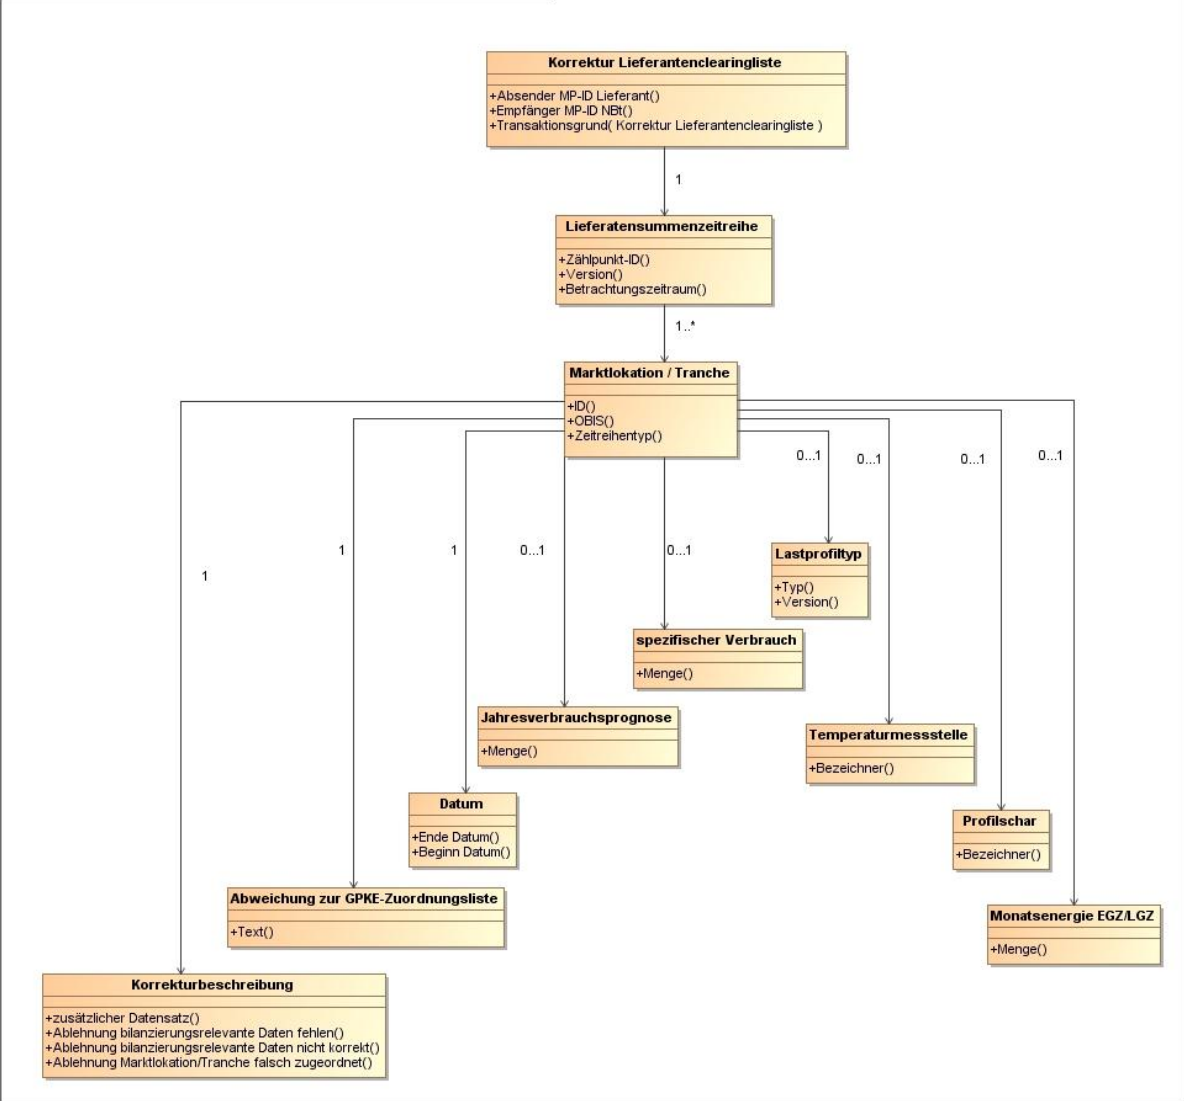 Korrektur Lieferantenclearingliste
+Absender MP-ID Lieferant()
+Empfänger MP-ID NBt()
+Transaktionsgrund( Korrektur Lieferantenclearingliste )
1
Lieferatensummenzeitreihe
+Zählpunkt-ID()
+Version()
+Betrachtungszeitraum()
1..*
Marktlokation / Tranche
+ID()
+OBIS()
+Zeitreihentyp()
0...1
0...1
0...1
0...1
1
1
1
0...1
0...1
Lastprofiltyp
+Typ()
+Version()
spezifischer Verbrauch
+Menge()
Jahresverbrauchsprognose
+Menge()
Temperaturmessstelle
+Bezeichner()
Datum
+Ende Datum()
+Beginn Datum()
Profilschar
+Bezeichner()
Abweichung zur GPKE-Zuordnungsliste
+Text()
Monatsenergie EGZ/LGZ
+Menge()
Korrekturbeschreibung
+zusätzlicher Datensatz()
+Ablehnung bilanzierungsrelevante Daten fehlen()
+Ablehnung bilanzierungsrelevante Daten nicht korrekt()
+Ablehnung Marktlokation/Tranche falsch zugeordnet()